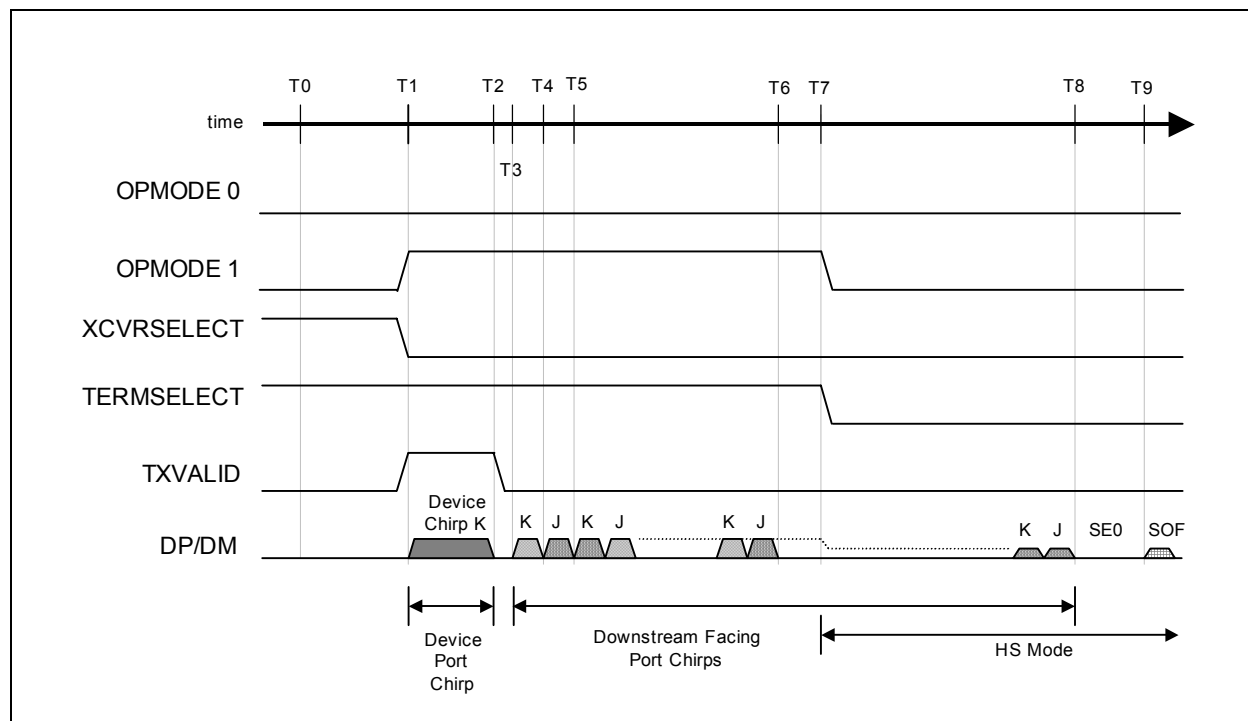 T0 T1 T2 T4 T5 T6 T7 T8 T9
time
T3
OPMODE 0
OPMODE 1
XCVRSELECT
TERMSELECT
TXVALID
Device
Chirp K
K J K J K J K J SE0 SOF
DP/DM
Device
Port
Chirp
Downstream Facing
Port Chirps
HS Mode